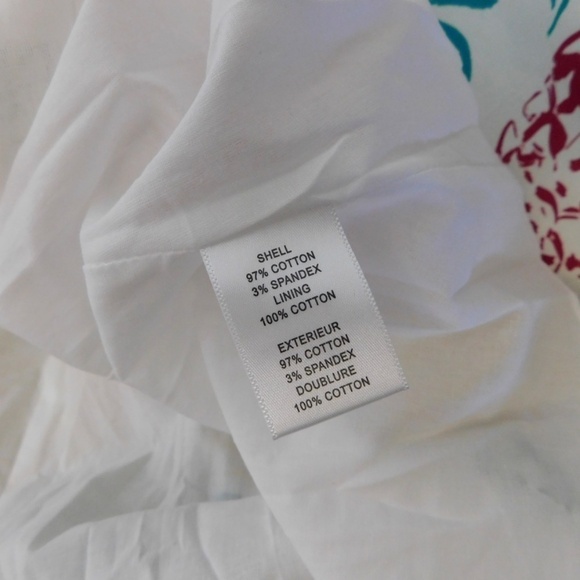 SHELL
97% COTTON
3% SPANDEX
LINING
100% COTTON
EXTERIEUR
97% COTTON
3% SPANDEX
DOUBLURE
100% COTTON